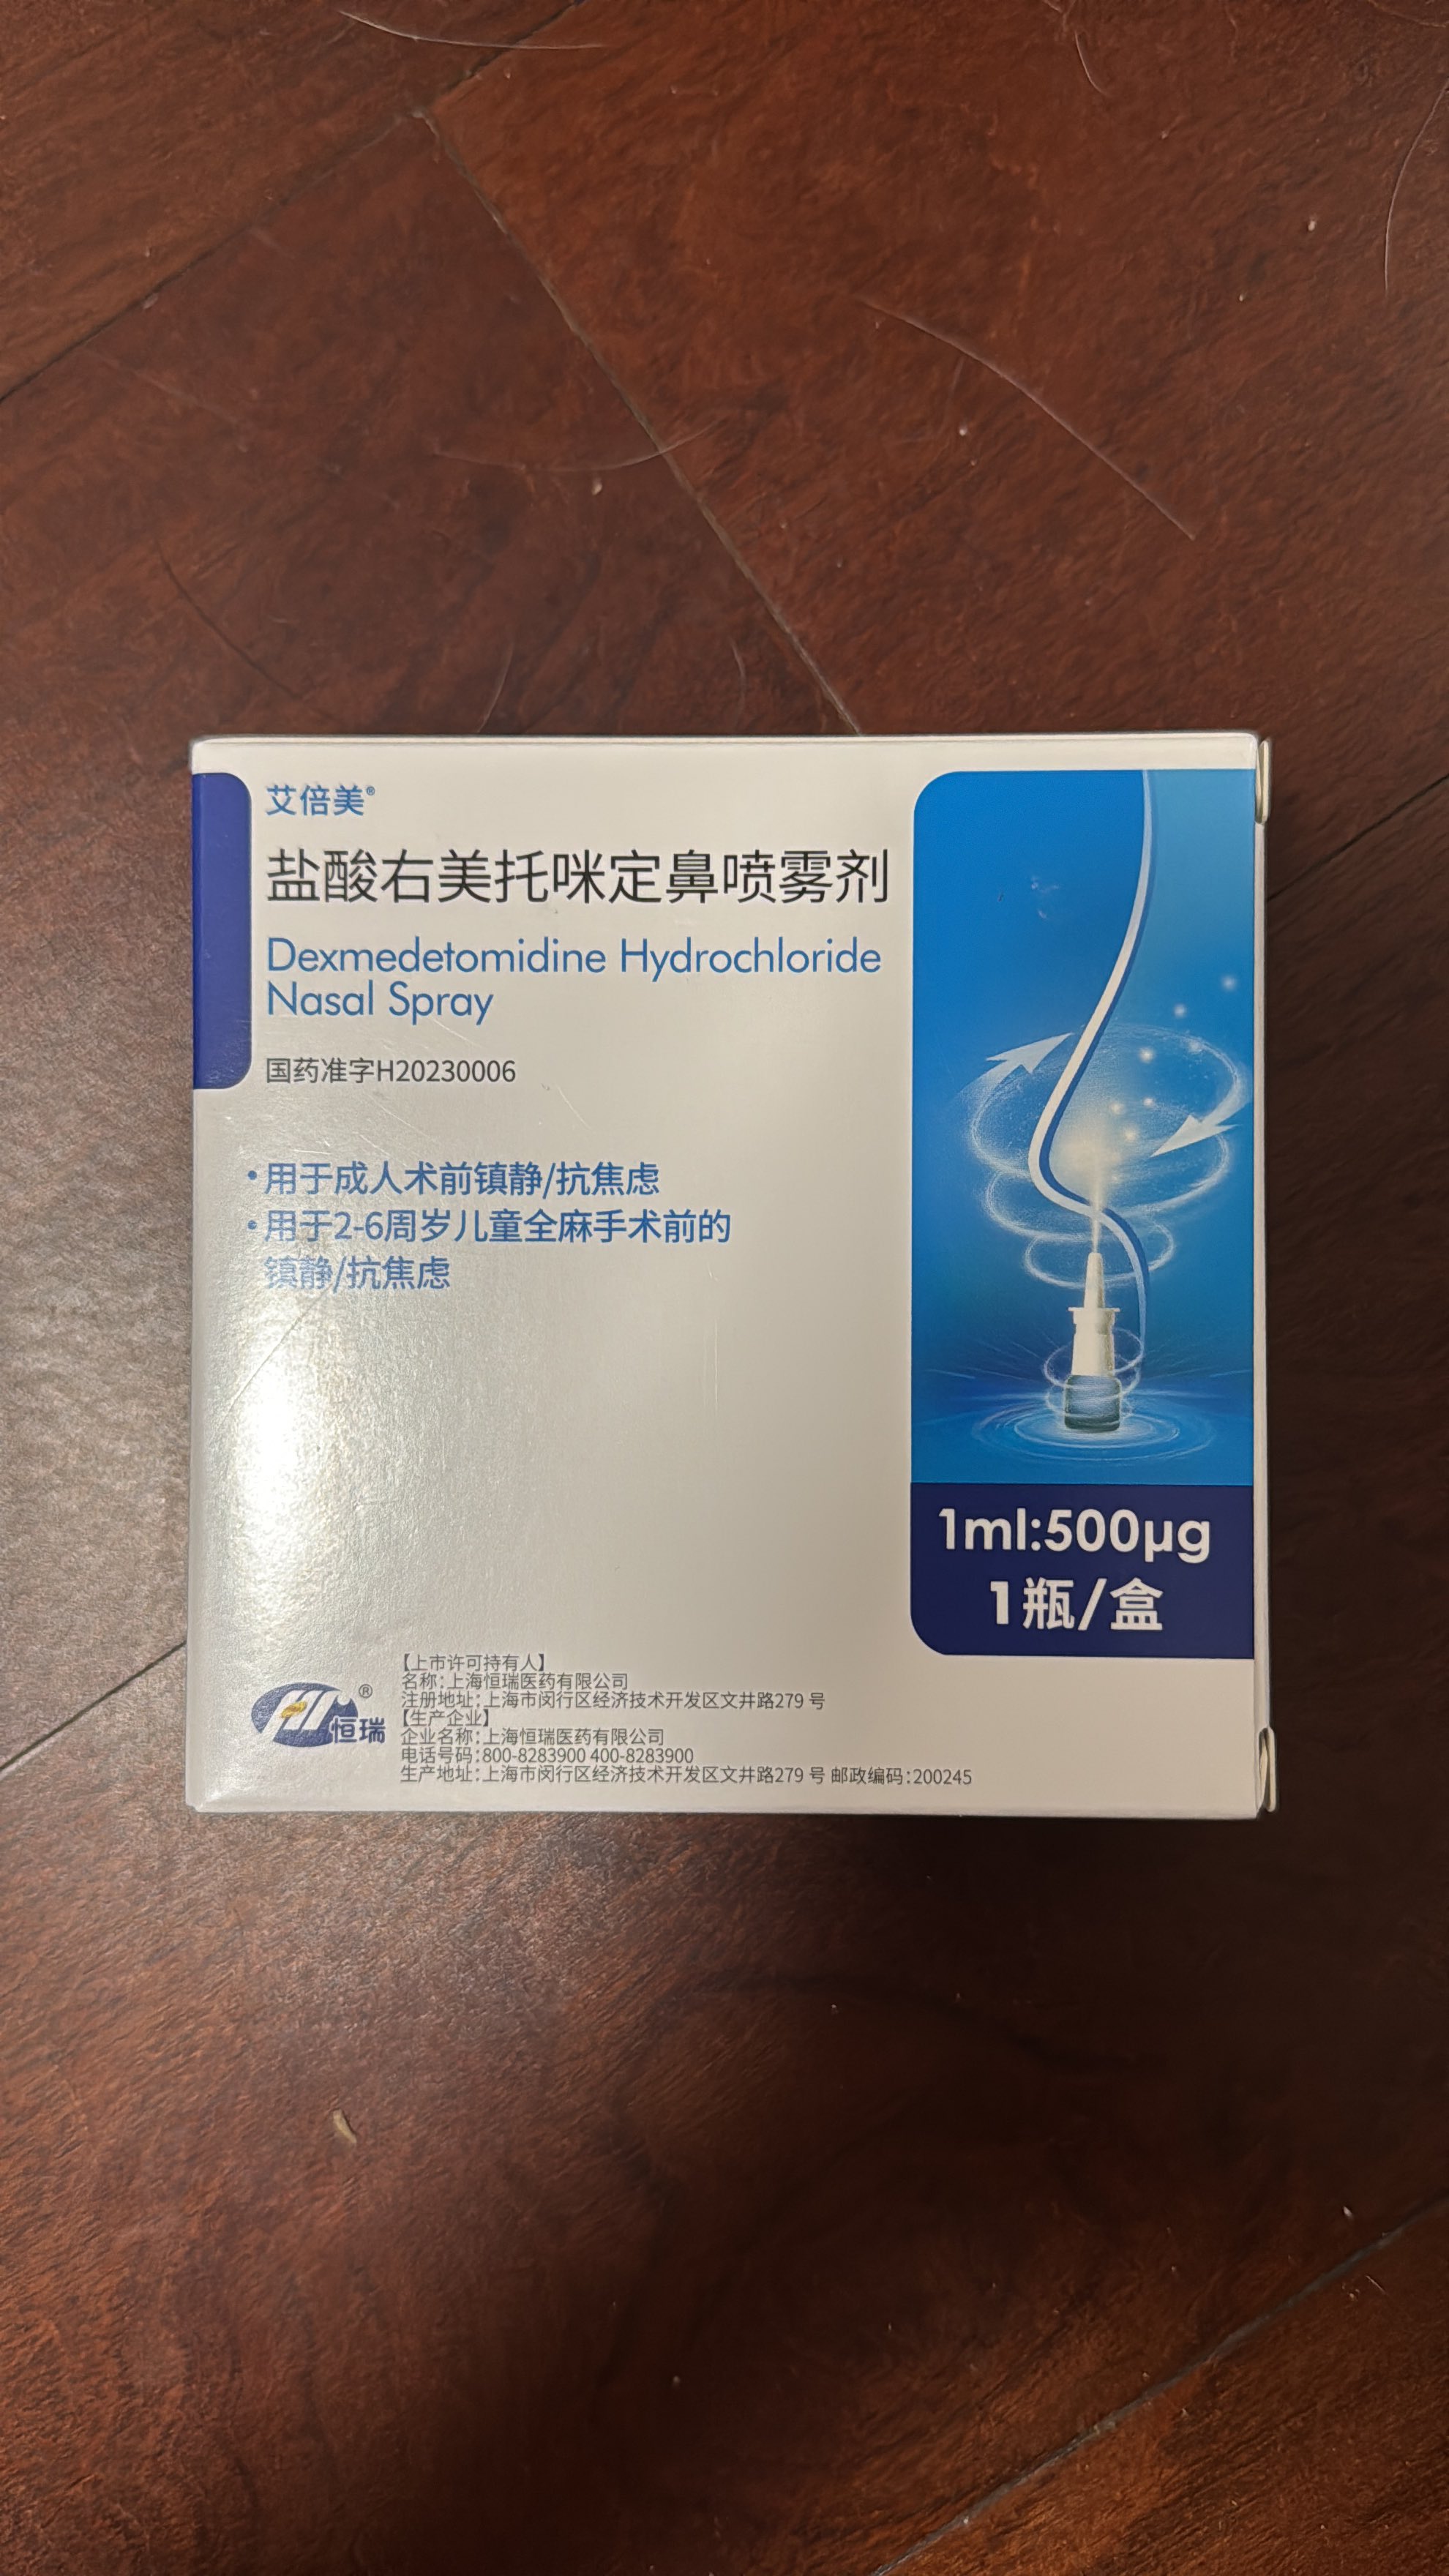 艾倍美®
盐酸右美托咪定鼻喷雾剂
Dexmedetomidine Hydrochloride
Nasal Spray
国药准字H20230006
·用于成人术前镇静/抗焦虑
·用于2-6周岁儿童全麻手术前的
镇静/抗焦虑
1ml:500μg
1瓶/盒
恒瑞®
【上市许可持有人】
名称:上海恒瑞医药有限公司
注册地址:上海市闵行区经济技术开发区文井路279 号
【生产企业】
企业名称:上海恒瑞医药有限公司
电话号码:800-8283900 400-8283900
生产地址:上海市闵行区经济技术开发区文井路279 号 邮政编码:200245